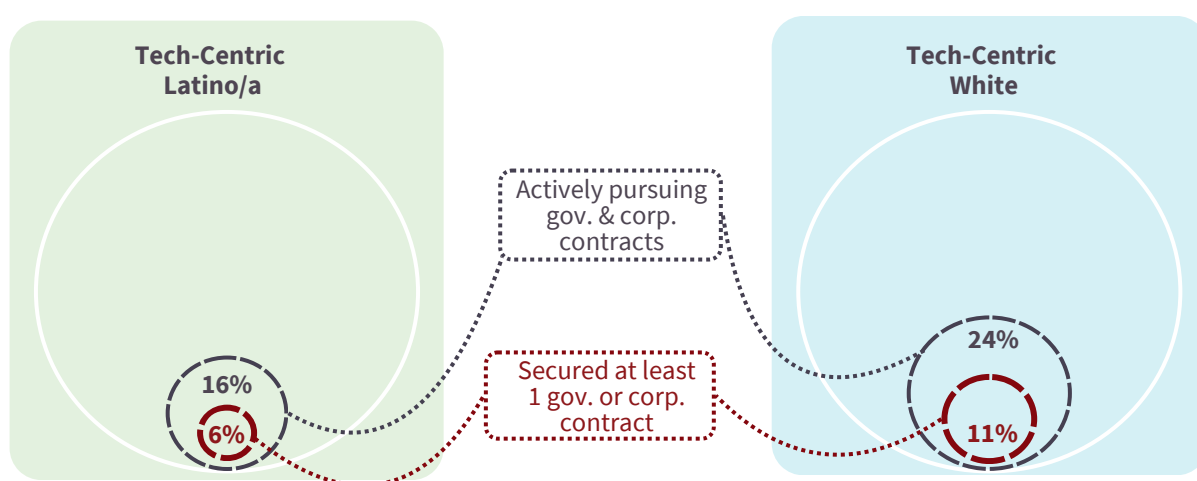 Tech-Centric
Latino/a
Tech-Centric
White
Actively pursuing
gov. & corp.
contracts
24%
16%
Secured at least
1 gov. or corp.
contract
6%
11%